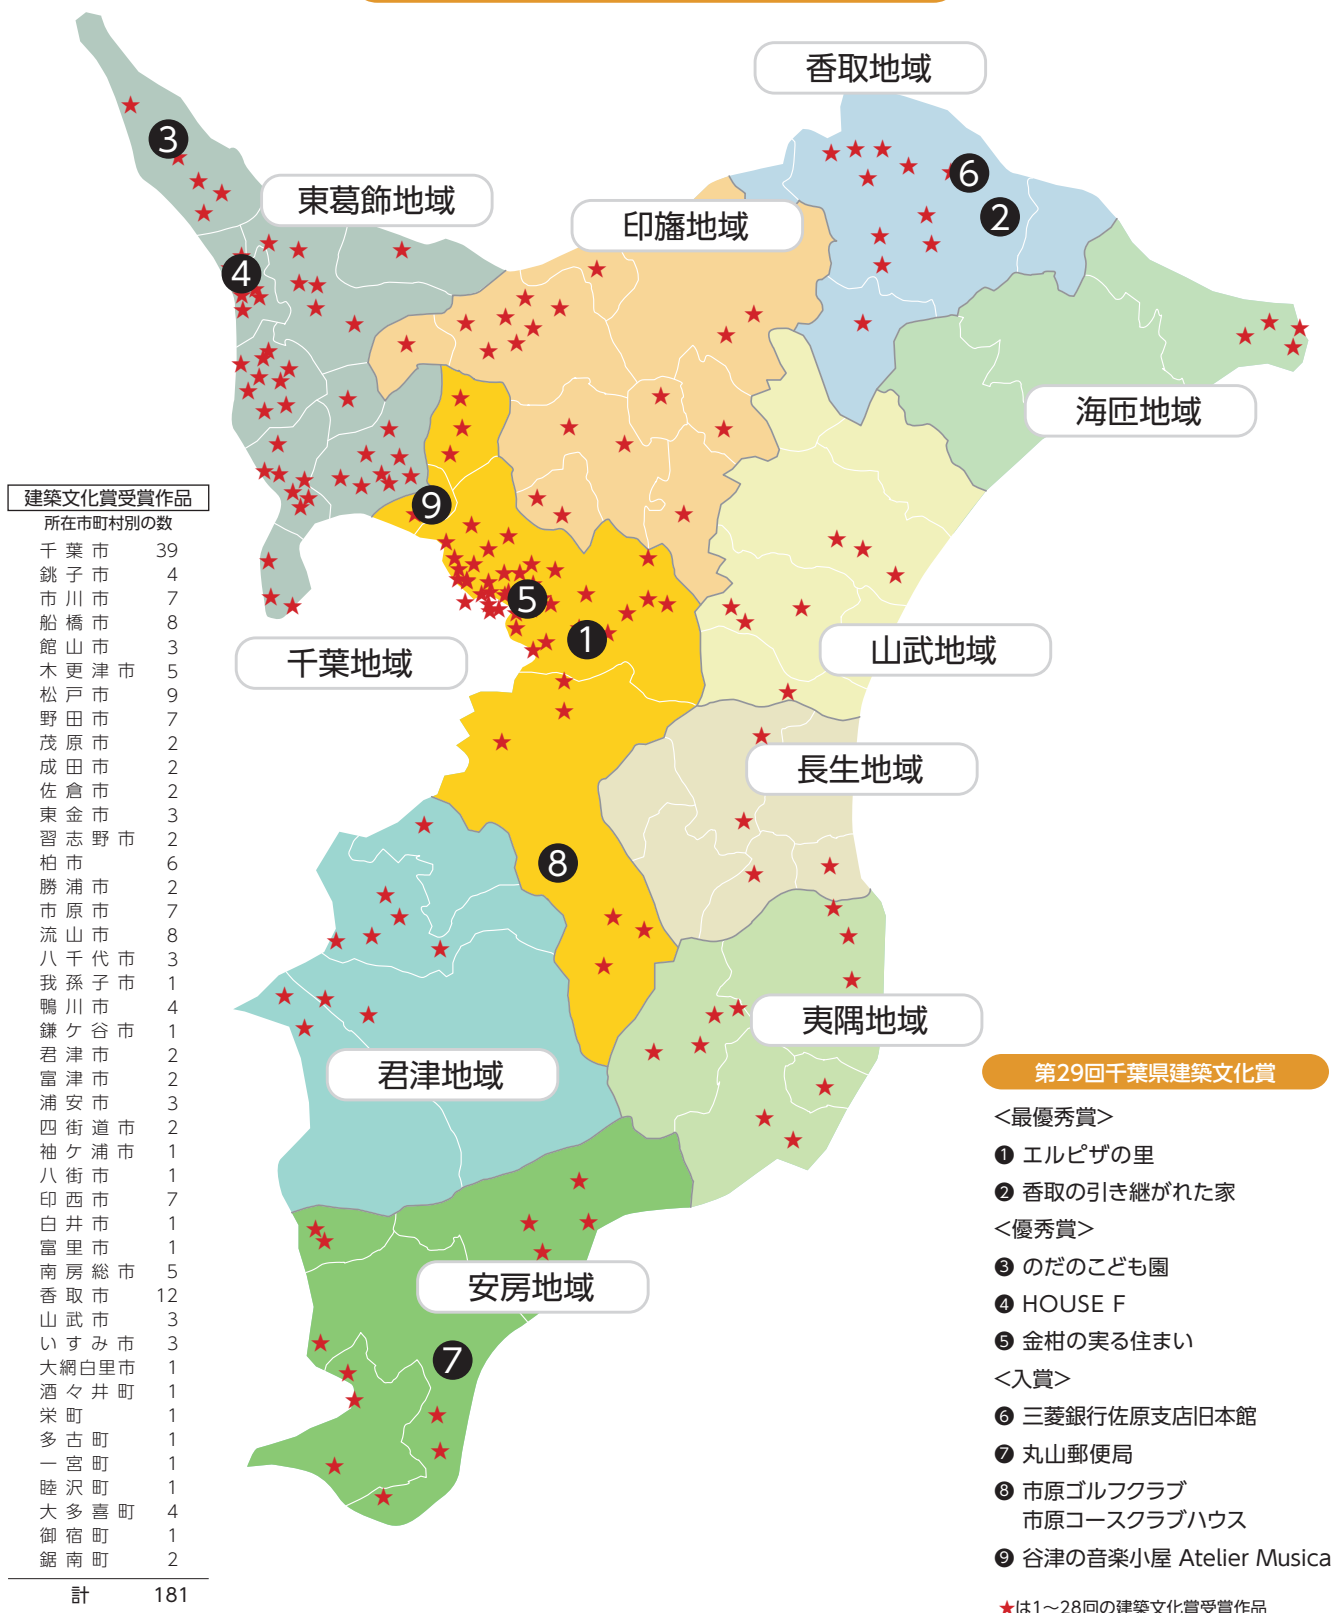 香取地域
東葛飾地域
印旛地域
海匝地域
千葉地域
山武地域
長生地域
夷隅地域
君津地域
安房地域
3
6
2
4
9
5
1
8
7
建築文化賞受賞作品
所在市町村別の数
千葉市 39
銚子市 4
市川市 7
船橋市 8
館山市 3
木更津市 5
松戸市 9
野田市 7
茂原市 2
成田市 2
佐倉市 2
東金市 3
習志野市 2
柏市 6
勝浦市 2
市原市 7
流山市 8
八千代市 3
我孫子市 1
鴨川市 4
鎌ケ谷市 1
君津市 2
富津市 2
浦安市 3
四街道市 2
袖ケ浦市 1
八街市 1
印西市 7
白井市 1
富里市 1
南房総市 5
香取市 12
山武市 3
いすみ市 3
大網白里市 1
酒々井町 1
栄町 1
多古町 1
一宮町 1
睦沢町 1
大多喜町 4
御宿町 1
鋸南町 2
計 181
第29回千葉県建築文化賞
<最優秀賞>
❶ エルピザの里
❷ 香取の引き継がれた家
<優秀賞>
❸ のだのこども園
❹ HOUSE F
❺ 金柑の実る住まい
<入賞>
❻ 三菱銀行佐原支店旧本館
❼ 丸山郵便局
❽ 市原ゴルフクラブ
市原コースクラブハウス
❾ 谷津の音楽小屋 Atelier Musica
★は1～28回の建築文化賞受賞作品